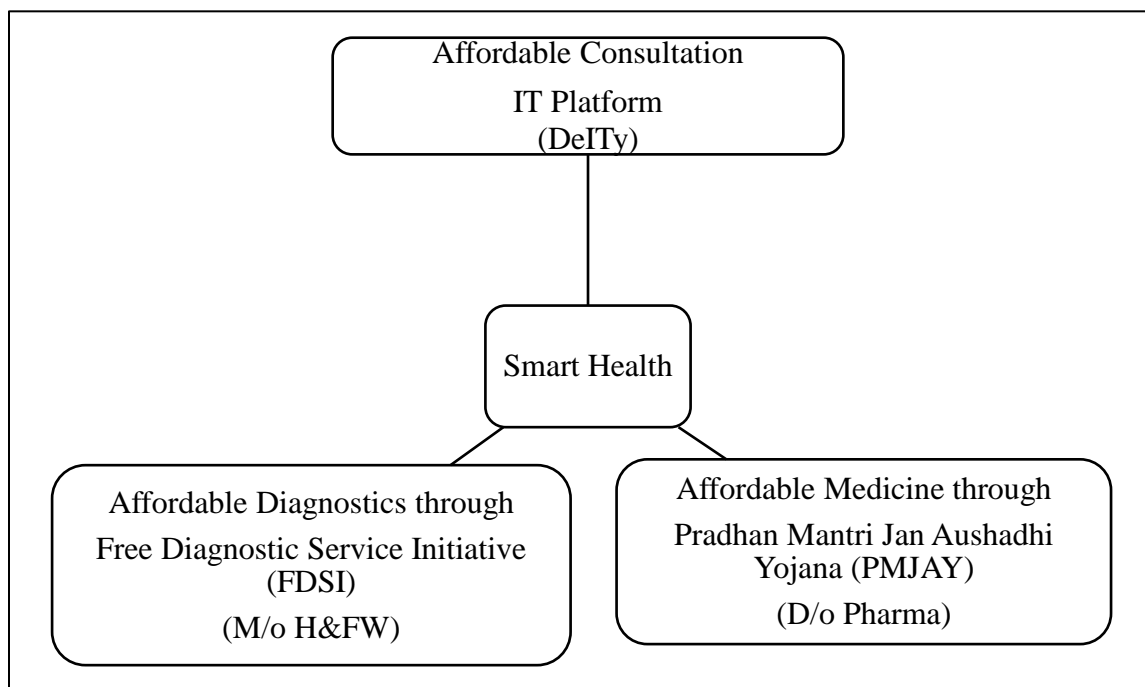 Affordable Consultation
IT Platform
(DeITy)
Smart Health
Affordable Diagnostics through
Free Diagnostic Service Initiative
(FDSI)
(M/o H&FW)
Affordable Medicine through
Pradhan Mantri Jan Aushadhi
Yojana (PMJAY)
(D/o Pharma)